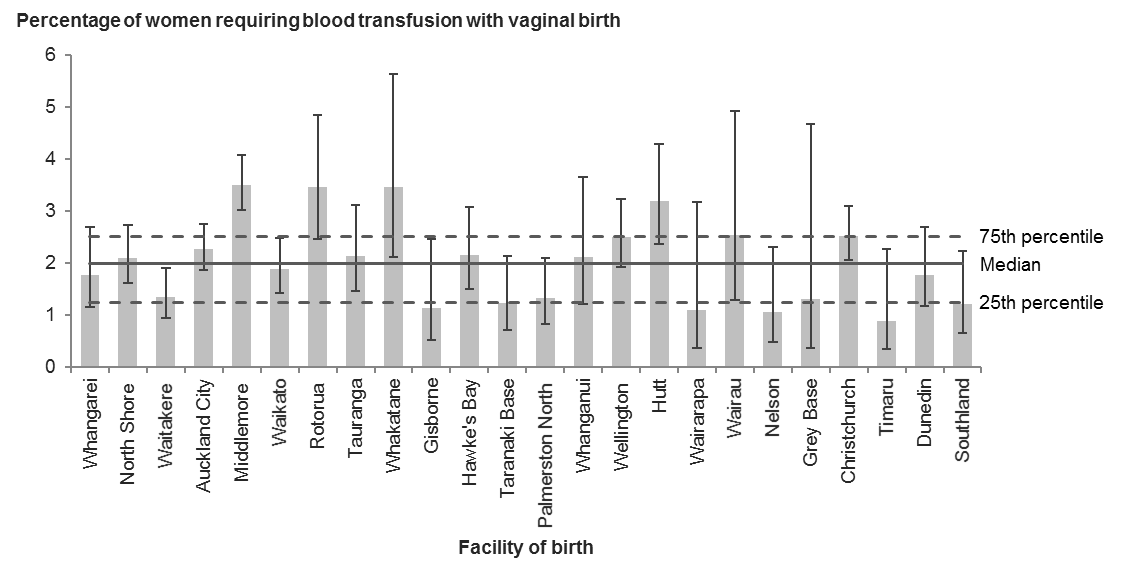 Percentage of women requiring blood transfusion with vaginal birth
6
5
4
3
2
1
0
75th percentile
Median
25th percentile
Whangarei
North Shore
Waitakere
Auckland City
Middlemore
Waikato
Rotorua
Tauranga
Whakatane
Gisborne
Hawke's Bay
Taranaki Base
Palmerston North
Whanganui
Wellington
Hutt
Wairarapa
Wairau
Nelson
Grey Base
Christchurch
Timaru
Dunedin
Southland
Facility of birth